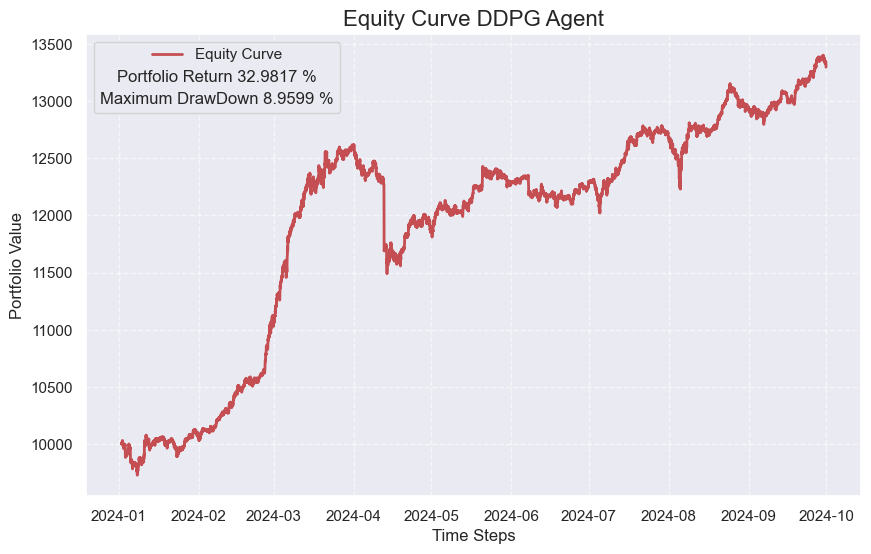 Equity Curve DDPG Agent
Equity Curve
Portfolio Return 32.9817 %
Maximum DrawDown 8.9599 %
Portfolio Value
13500
13000
12500
12000
11500
11000
10500
10000
2024-01 2024-02 2024-03 2024-04 2024-05 2024-06 2024-07 2024-08 2024-09 2024-10
Time Steps